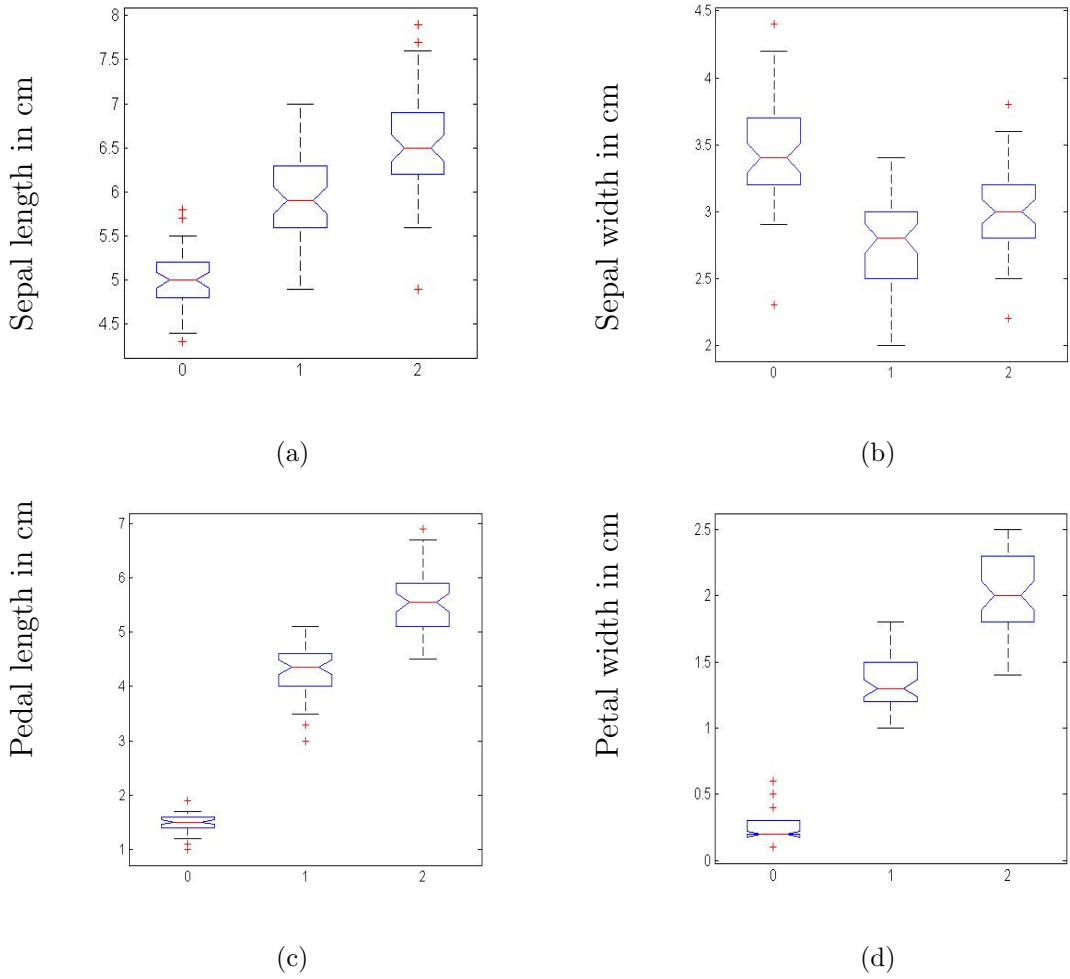 Sepal length in cm
8
7.5
7
6.5
6
5.5
5
4.5
0 1 2
(a)
Sepal width in cm
4.5
4
3.5
3
2.5
2
0 1 2
(b)
Pedal length in cm
7
6
5
4
3
2
1
0 1 2
(c)
Petal width in cm
2.5
2
1.5
1
0.5
0
0 1 2
(d)